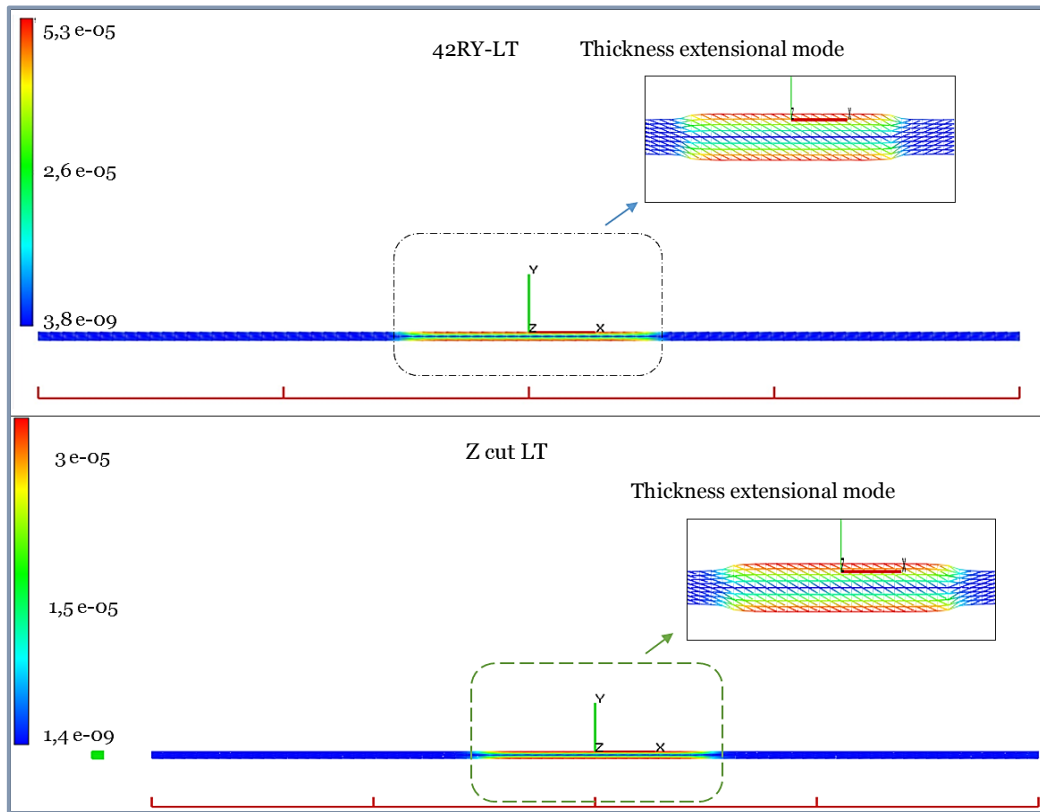 5,3 e-05
42RY-LT
Thickness extensional mode
2,6 e-05
3,8 e-09
Y
Z
X
3 e-05
Z cut LT
Thickness extensional mode
1,5 e-05
1,4 e-09
Y
Z
X